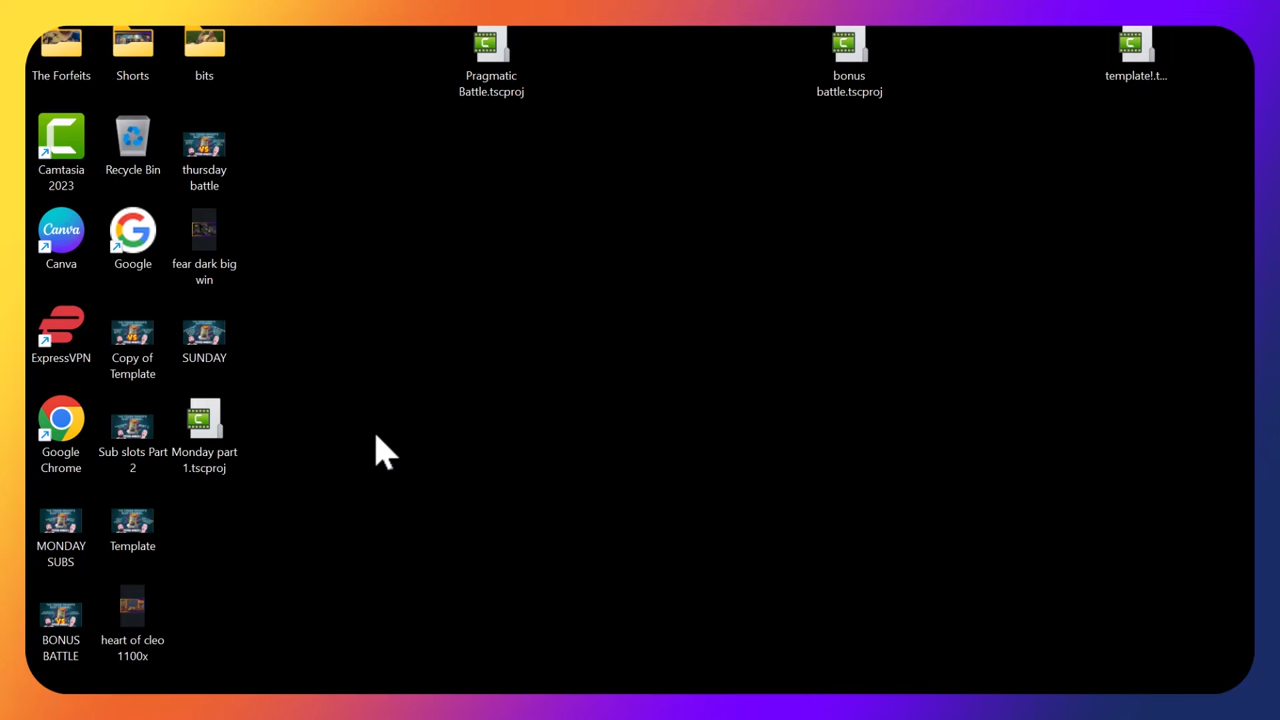 The Forfeits
Shorts
bits
Pragmatic
Battle.tscproj
bonus
battle.tscproj
template!.t...
Camtasia
2023
Recycle Bin
thursday
battle
Canva
Canva
Google
fear dark big
win
ExpressVPN
Copy of
Template
SUNDAY
Google
Chrome
Sub slots Part
2
Monday part
1.tscproj
MONDAY
SUBS
Template
BONUS
BATTLE
heart of cleo
1100x